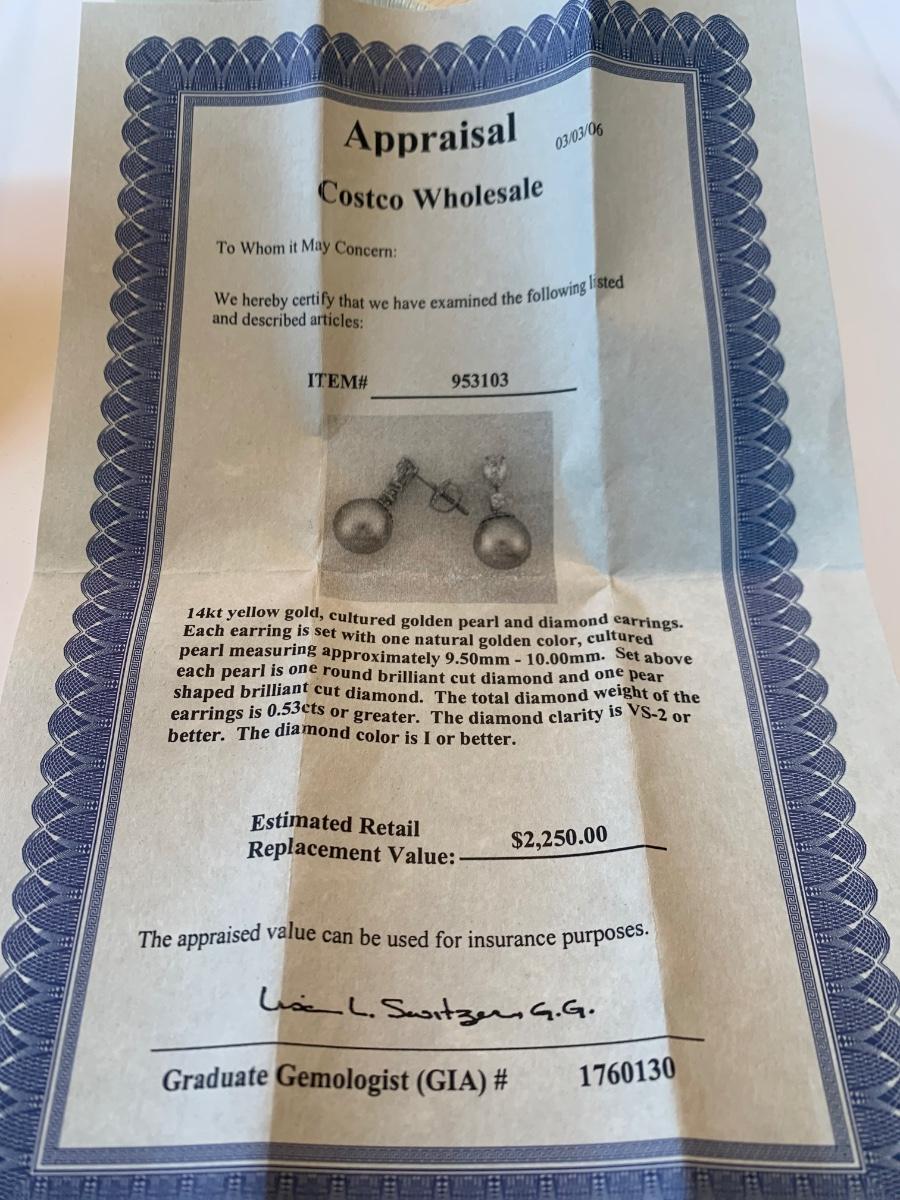 Appraisal
03/03/06
Costco Wholesale
To Whom it May Concern:
We hereby certify that we have examined the following listed
and described articles:
ITEM# 953103
14kt yellow gold, cultured golden pearl and diamond earrings.
Each earring is set with one natural golden color, cultured
pearl measuring approximately 9.50mm - 10.00mm. Set above
each pearl is one round brilliant cut diamond and one pear
shaped brilliant cut diamond. The total diamond weight of the
earrings is 0.53cts or greater. The diamond clarity is VS-2 or
better. The diamond color is I or better.
Estimated Retail
Replacement Value: $2,250.00
The appraised value can be used for insurance purposes.
L. Switzer, G.G.
Graduate Gemologist (GIA) # 1760130